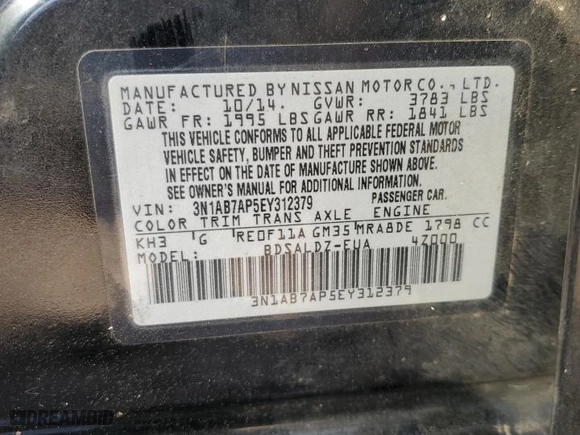 MANUFACTURED BY NISSAN MOTOR CO., LTD.
DATE: 10/14. GVWR: 3783 LBS
GAWR FR: 1995 LBS GAWR RR: 1841 LBS
THIS VEHICLE CONFORMS TO ALL APPLICABLE FEDERAL MOTOR
VEHICLE SAFETY, BUMPER AND THEFT PREVENTION STANDARDS
IN EFFECT ON THE DATE OF MANUFACTURE SHOWN ABOVE.
SEE OWNER'S MANUAL FOR ADDITIONAL INFORMATION.
VIN: 3N1AB7AP5EY312379 PASSENGER CAR.
COLOR TRIM TRANS AXLE ENGINE
KH3 G RE0F11A GM35 MRA8DE 1798 CC
MODEL: BDSALDZ-EUA 4Z000
3N1AB7AP5EY312379
DREAMBID